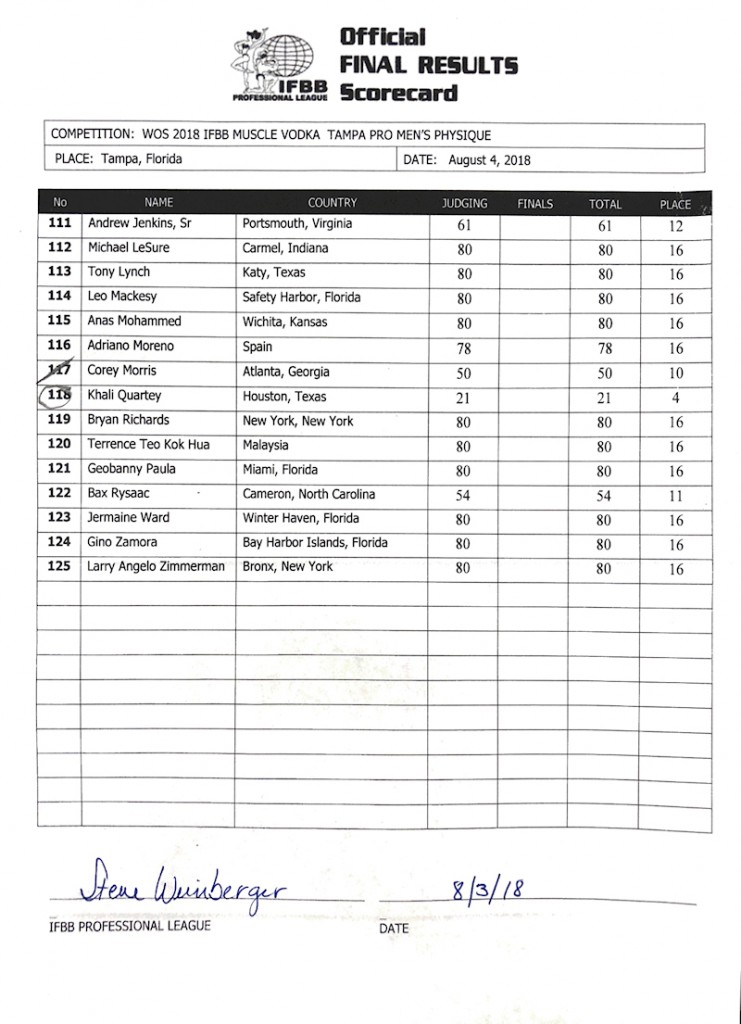 Official
FINAL RESULTS
Scorecard
IFBB
PROFESSIONAL LEAGUE
COMPETITION: WOS 2018 IFBB MUSCLE VODKA TAMPA PRO MEN'S PHYSIQUE
PLACE: Tampa, Florida DATE: August 4, 2018
No NAME COUNTRY JUDGING FINALS TOTAL PLACE
111 Andrew Jenkins, Sr Portsmouth, Virginia 61 61 12
112 Michael LeSure Carmel, Indiana 80 80 16
113 Tony Lynch Katy, Texas 80 80 16
114 Leo Mackesy Safety Harbor, Florida 80 80 16
115 Anas Mohammed Wichita, Kansas 80 80 16
116 Adriano Moreno Spain 78 78 16
117 Corey Morris Atlanta, Georgia 50 50 10
118 Khali Quartey Houston, Texas 21 21 4
119 Bryan Richards New York, New York 80 80 16
120 Terrence Teo Kok Hua Malaysia 80 80 16
121 Geobanny Paula Miami, Florida 80 80 16
122 Bax Rysaac Cameron, North Carolina 54 54 11
123 Jermaine Ward Winter Haven, Florida 80 80 16
124 Gino Zamora Bay Harbor Islands, Florida 80 80 16
125 Larry Angelo Zimmerman Bronx, New York 80 80 16
Steve Weinberger 8/3/18
IFBB PROFESSIONAL LEAGUE DATE